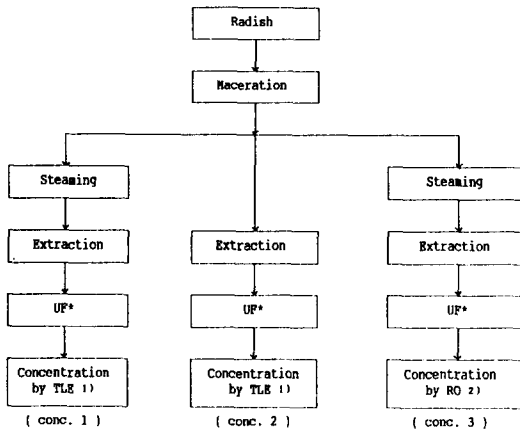 Radish
Maceration
Steaming
Extraction
UF*
Concentration
by TLE 1)
( conc. 1 )
Extraction
UF*
Concentration
by TLE 1)
( conc. 2 )
Steaming
Extraction
UF*
Concentration
by RO 2)
( conc. 3 )